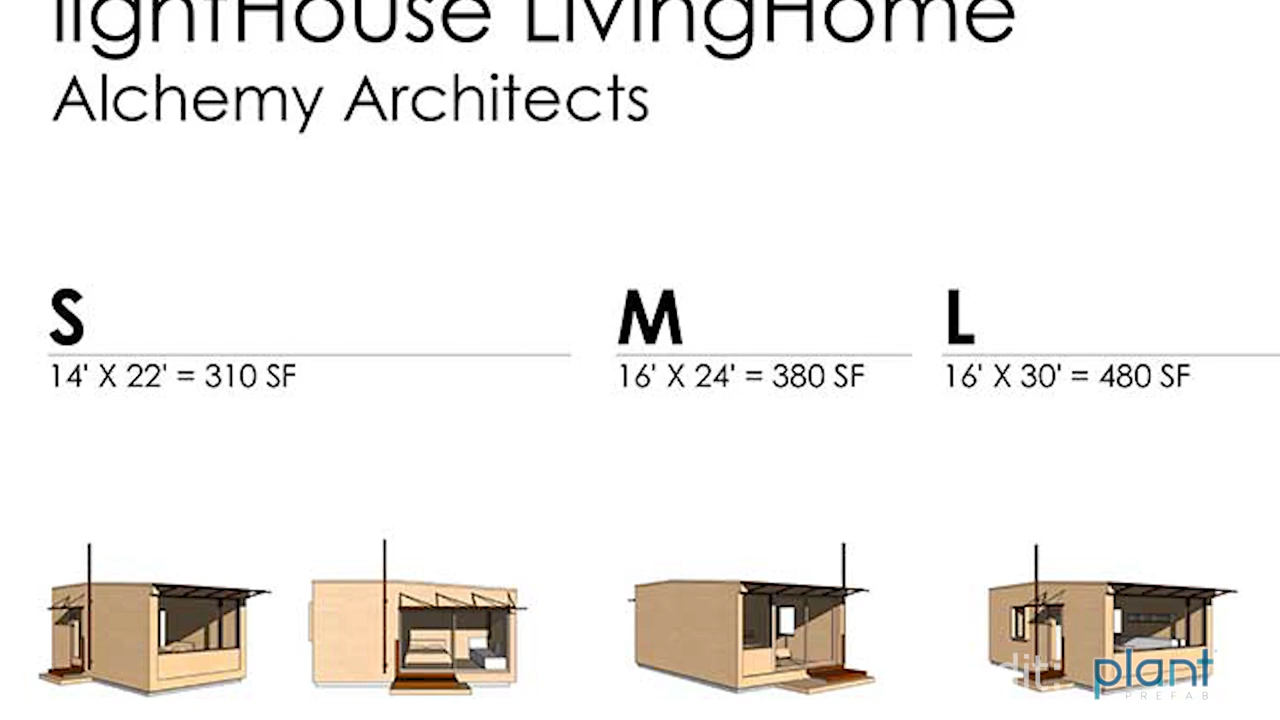 lightHouse LivingHome
Alchemy Architects
S
14' X 22' = 310 SF
M
16' X 24' = 380 SF
L
16' X 30' = 480 SF
plant
PREFAB